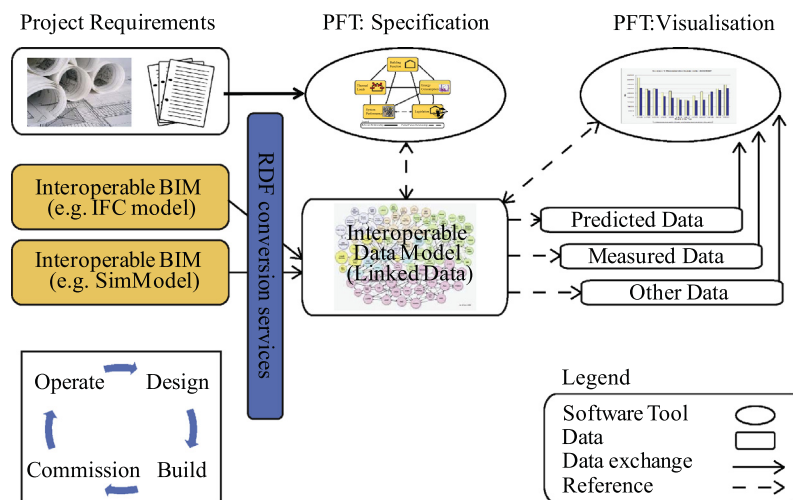 Project Requirements
PFT: Specification
PFT:Visualisation
Interoperable BIM
(e.g. IFC model)
Interoperable BIM
(e.g. SimModel)
RDF conversion services
Interoperable
Data Model
(Linked Data)
Predicted Data
Measured Data
Other Data
Operate
Design
Commission
Build
Legend
Software Tool
Data
Data exchange
Reference